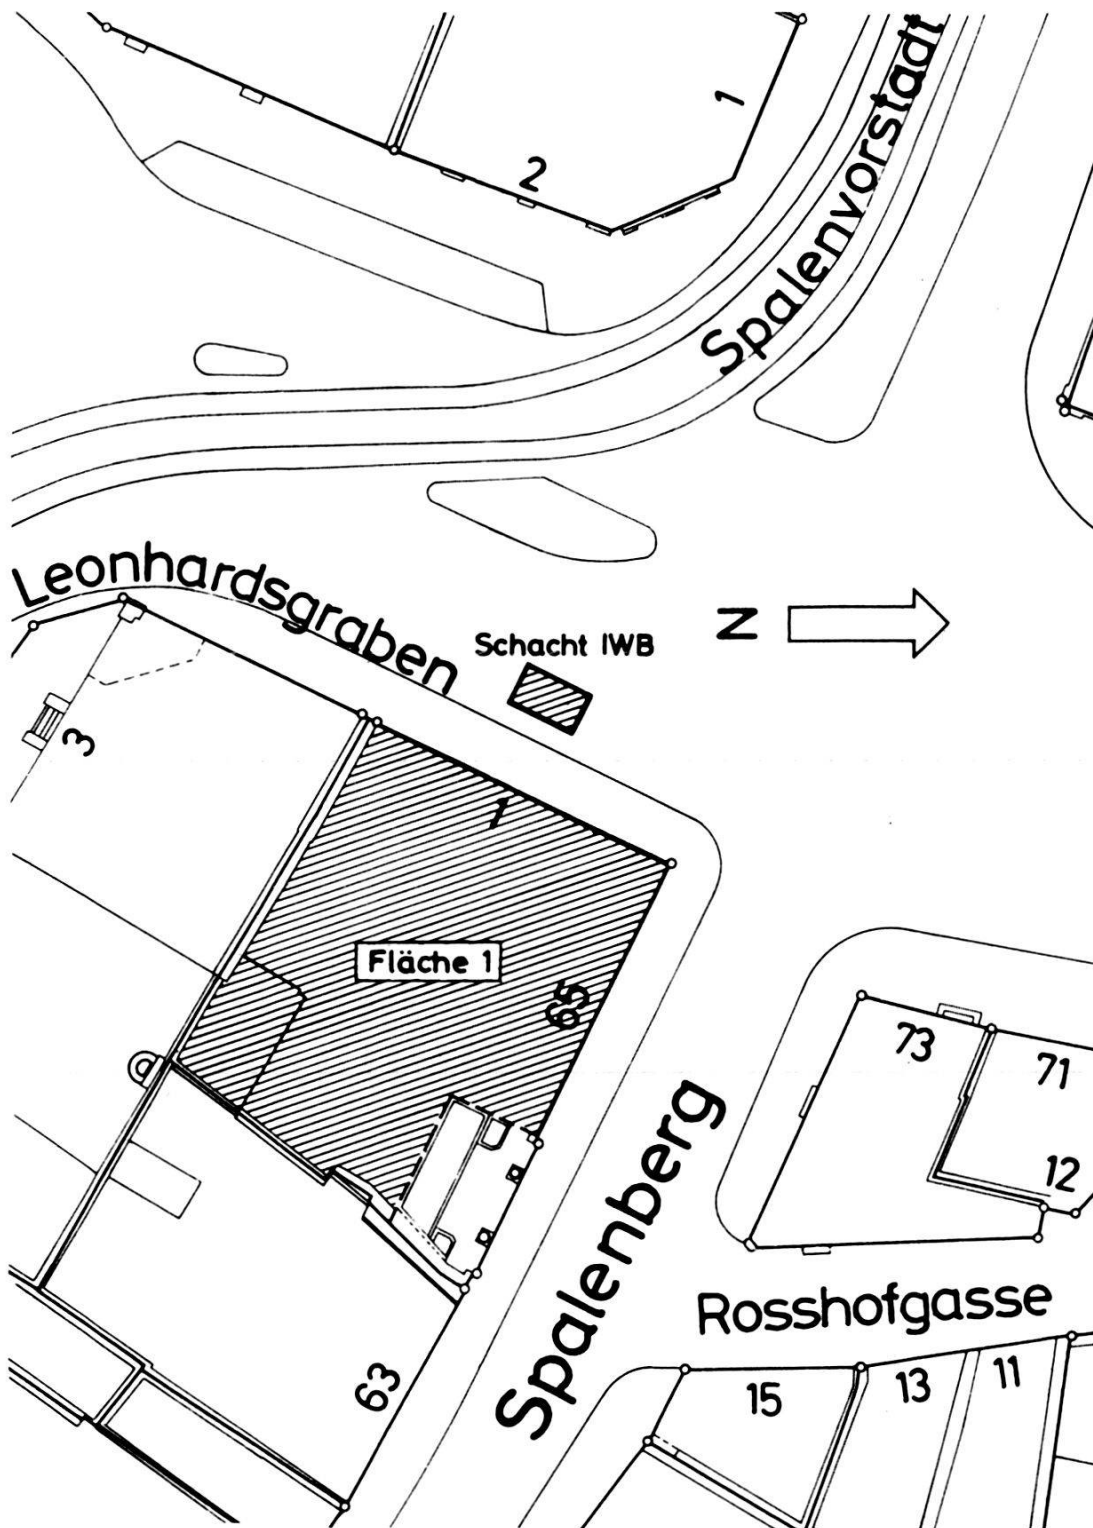 1
2
Spalenvorstadt
Leonhardsgraben
N
Schacht IWB
3
1
Fläche 1
65
73
71
12
Spalenberg
Rosshofgasse
63
15
13
11